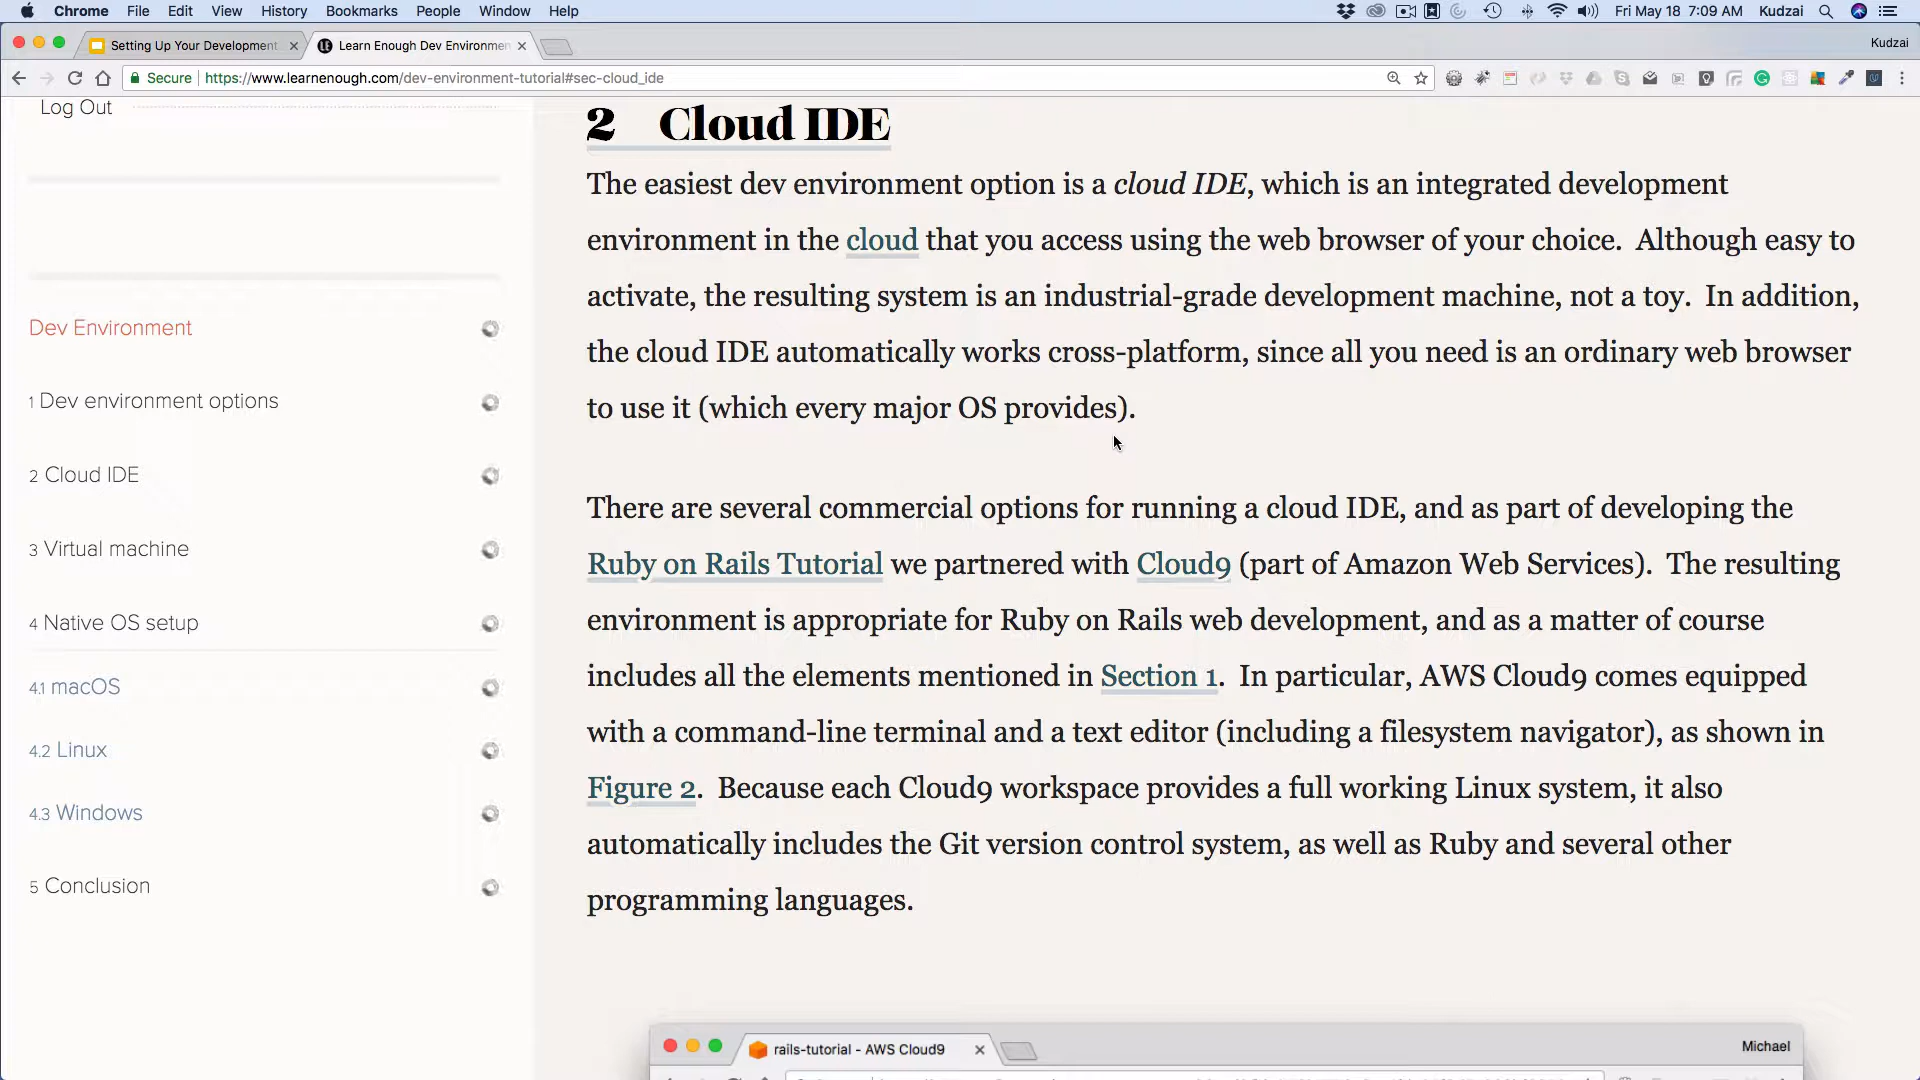 Chrome File Edit View History Bookmarks People Window Help Fri May 18 7:09 AM Kudzai
Setting Up Your Development
Learn Enough Dev Environmen
Kudzai
Secure https://www.learnenough.com/dev-environment-tutorial#sec-cloud_ide
Log Out
Dev Environment
1 Dev environment options
2 Cloud IDE
3 Virtual machine
4 Native OS setup
4.1 macOS
4.2 Linux
4.3 Windows
5 Conclusion
2 Cloud IDE
The easiest dev environment option is a cloud IDE, which is an integrated development
environment in the cloud that you access using the web browser of your choice. Although easy to
activate, the resulting system is an industrial-grade development machine, not a toy. In addition,
the cloud IDE automatically works cross-platform, since all you need is an ordinary web browser
to use it (which every major OS provides).
There are several commercial options for running a cloud IDE, and as part of developing the
Ruby on Rails Tutorial we partnered with Cloud9 (part of Amazon Web Services). The resulting
environment is appropriate for Ruby on Rails web development, and as a matter of course
includes all the elements mentioned in Section 1. In particular, AWS Cloud9 comes equipped
with a command-line terminal and a text editor (including a filesystem navigator), as shown in
Figure 2. Because each Cloud9 workspace provides a full working Linux system, it also
automatically includes the Git version control system, as well as Ruby and several other
programming languages.
rails-tutorial - AWS Cloud9
Michael